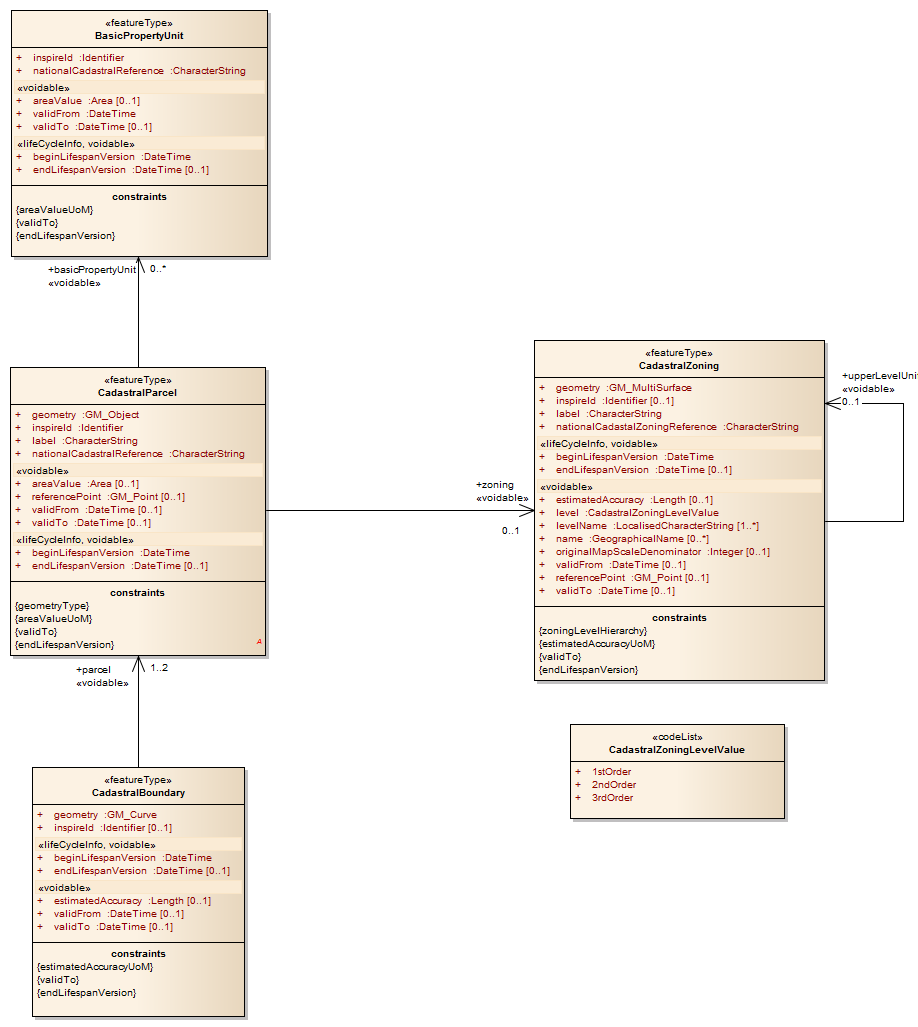 «featureType»
BasicPropertyUnit
+ inspireId :Identifier
+ nationalCadastralReference :CharacterString
«voidable»
+ areaValue :Area [0..1]
+ validFrom :DateTime
+ validTo :DateTime [0..1]
«lifeCycleInfo, voidable»
+ beginLifespanVersion :DateTime
+ endLifespanVersion :DateTime [0..1]
constraints
{areaValueUoM}
{validTo}
{endLifespanVersion}
+basicPropertyUnit
0..*
«voidable»
«featureType»
CadastralParcel
+ geometry :GM_Object
+ inspireId :Identifier
+ label :CharacterString
+ nationalCadastralReference :CharacterString
«voidable»
+ areaValue :Area [0..1]
+ referencePoint :GM_Point [0..1]
+ validFrom :DateTime [0..1]
+ validTo :DateTime [0..1]
«lifeCycleInfo, voidable»
+ beginLifespanVersion :DateTime
+ endLifespanVersion :DateTime [0..1]
constraints
{geometryType}
{areaValueUoM}
{validTo}
{endLifespanVersion}
A
+zoning
«voidable»
0..1
«featureType»
CadastralZoning
+ geometry :GM_MultiSurface
+ inspireId :Identifier [0..1]
+ label :CharacterString
+ nationalCadastalZoningReference :CharacterString
«lifeCycleInfo, voidable»
+ beginLifespanVersion :DateTime
+ endLifespanVersion :DateTime [0..1]
«voidable»
+ estimatedAccuracy :Length [0..1]
+ level :CadastralZoningLevelValue
+ levelName :LocalisedCharacterString [1..*]
+ name :GeographicalName [0..*]
+ originalMapScaleDenominator :Integer [0..1]
+ validFrom :DateTime [0..1]
+ referencePoint :GM_Point [0..1]
+ validTo :DateTime [0..1]
constraints
{zoningLevelHierarchy}
{estimatedAccuracyUoM}
{validTo}
{endLifespanVersion}
+upperLevelUni
«voidable»
0..1
+parcel
1..2
«voidable»
«featureType»
CadastralBoundary
+ geometry :GM_Curve
+ inspireId :Identifier [0..1]
«lifeCycleInfo, voidable»
+ beginLifespanVersion :DateTime
+ endLifespanVersion :DateTime [0..1]
«voidable»
+ estimatedAccuracy :Length [0..1]
+ validFrom :DateTime [0..1]
+ validTo :DateTime [0..1]
constraints
{estimatedAccuracyUoM}
{validTo}
{endLifespanVersion}
«codeList»
CadastralZoningLevelValue
+ 1stOrder
+ 2ndOrder
+ 3rdOrder